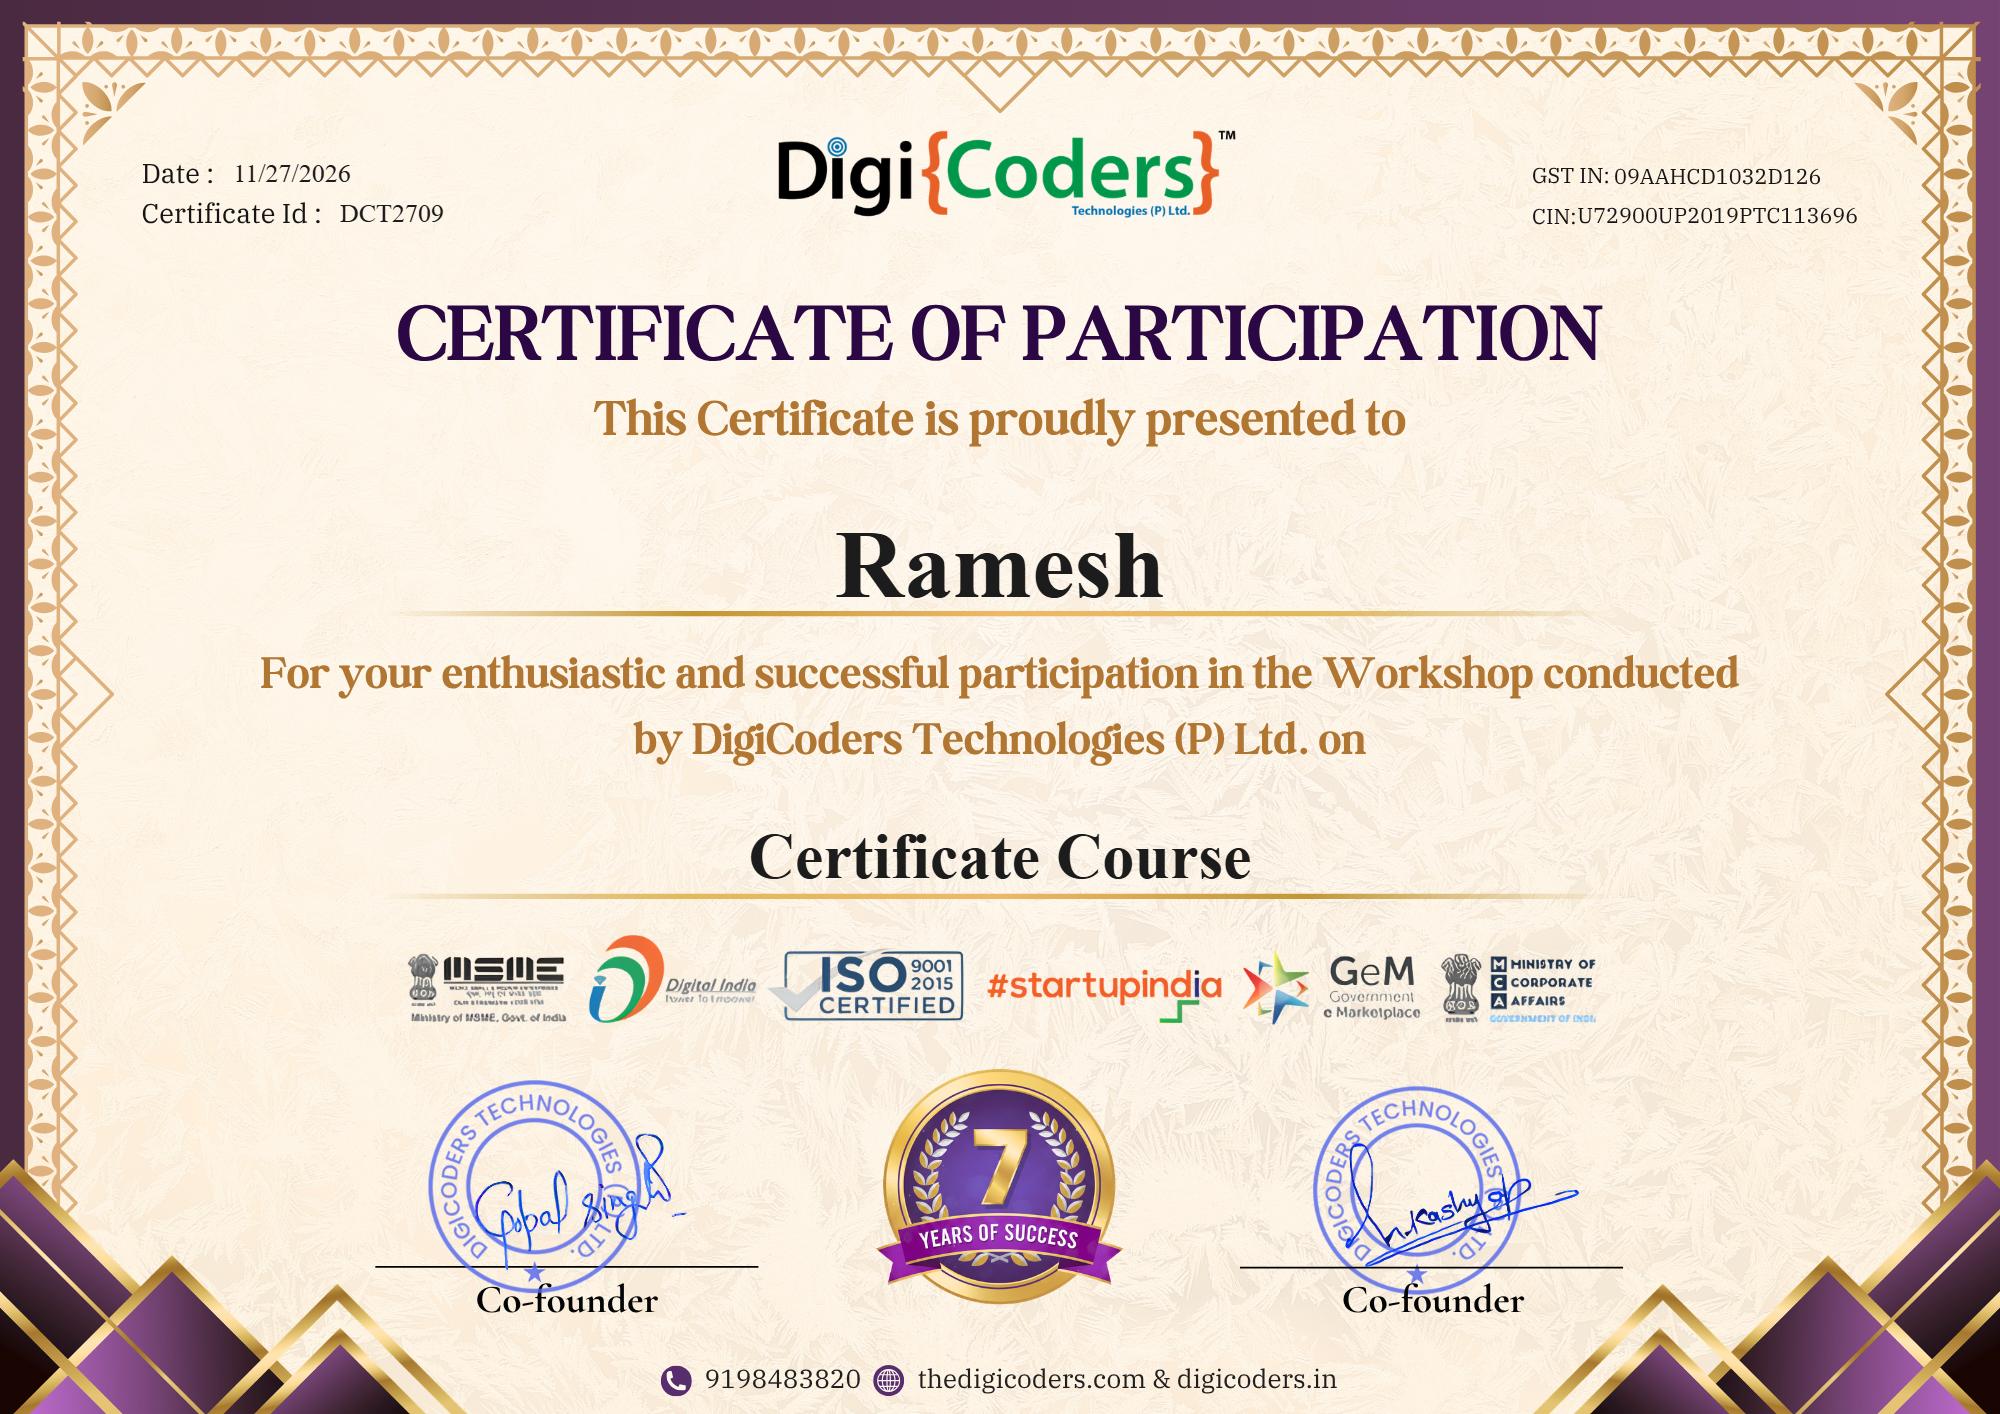 Date : 11/27/2026
Certificate Id : DCT2709
Digi{Coders}™
Technologies (P) Ltd.
GST IN: 09AAHCD1032D126
CIN:U72900UP2019PTC113696
CERTIFICATE OF PARTICIPATION
This Certificate is proudly presented to
Ramesh
For your enthusiastic and successful participation in the Workshop conducted
by DigiCoders Technologies (P) Ltd. on
Certificate Course
MSME
Ministry of MSME, Govt. of India
Digital India
Power To Empower
ISO 9001
2015
CERTIFIED
#startupindia
GeM
Government
e Marketplace
MCA
MINISTRY OF
CORPORATE
AFFAIRS
GOVERNMENT OF INDIA
DIGICODERS TECHNOLOGIES (P) LTD.
Gopal Singh
Co-founder
7
YEARS OF SUCCESS
DIGICODERS TECHNOLOGIES (P) LTD.
Co-founder
9198483820
thedigicoders.com & digicoders.in